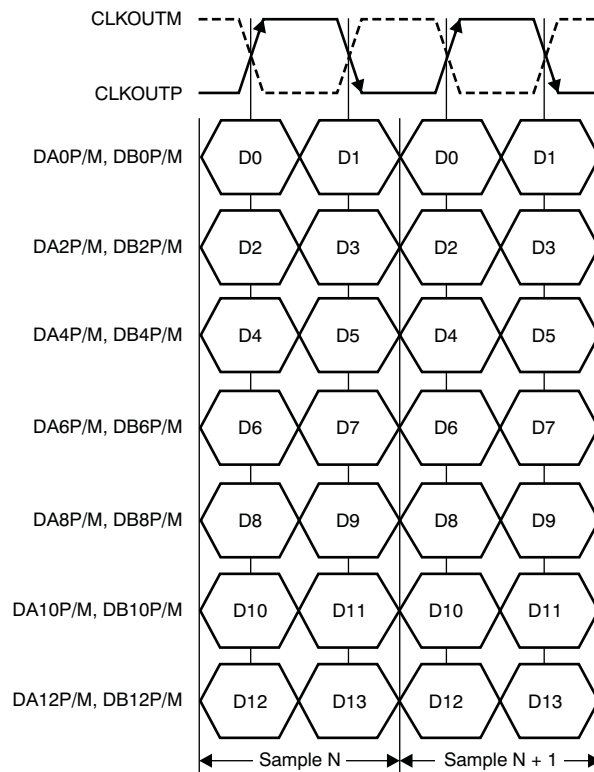 CLKOUTM
CLKOUTP
DA0P/M, DB0P/M D0 D1 D0 D1
DA2P/M, DB2P/M D2 D3 D2 D3
DA4P/M, DB4P/M D4 D5 D4 D5
DA6P/M, DB6P/M D6 D7 D6 D7
DA8P/M, DB8P/M D8 D9 D8 D9
DA10P/M, DB10P/M D10 D11 D10 D11
DA12P/M, DB12P/M D12 D13 D12 D13
Sample N Sample N + 1